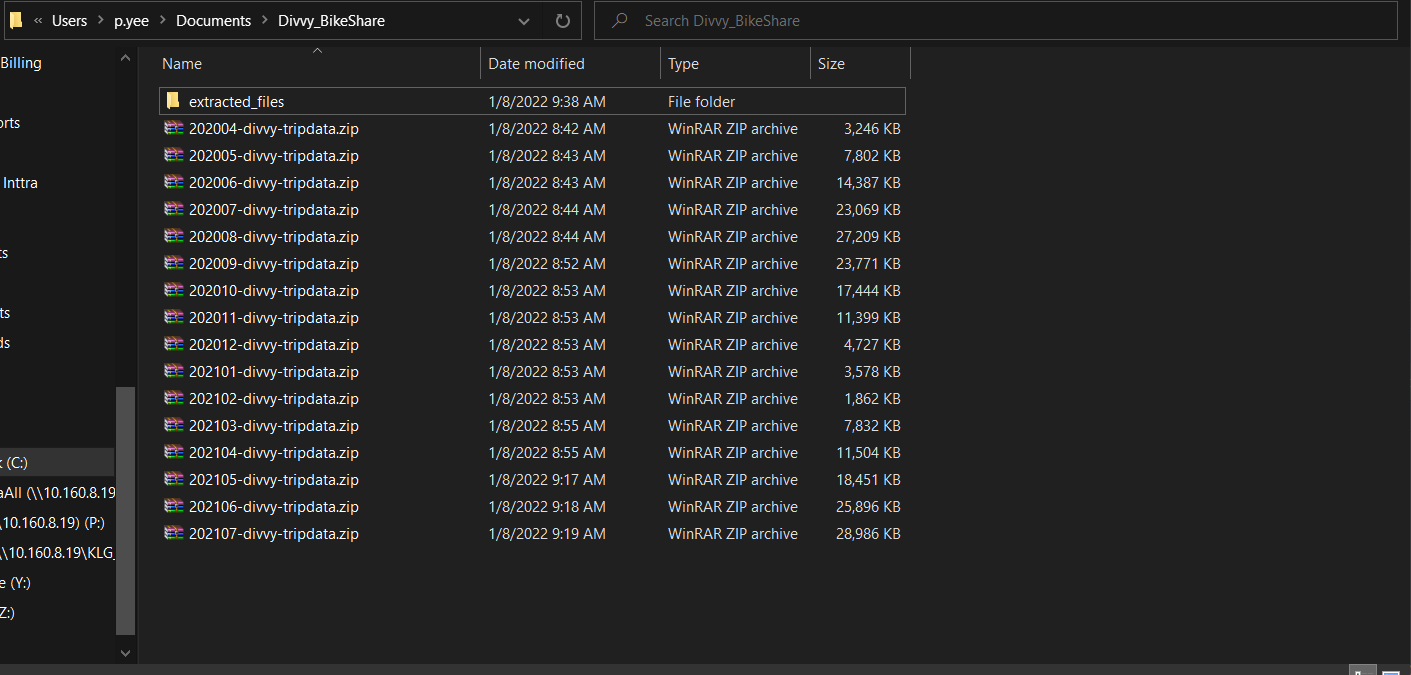 « Users > p.yee > Documents > Divvy_BikeShare
Search Divvy_BikeShare
Billing
orts
Inttra
ts
ts
ds
(C:)
aAll (\\10.160.8.19
\10.160.8.19) (P:)
\\10.160.8.19\KLG_
e (Y:)
Z:)
Name Date modified Type Size
extracted_files 1/8/2022 9:38 AM File folder
202004-divvy-tripdata.zip 1/8/2022 8:42 AM WinRAR ZIP archive 3,246 KB
202005-divvy-tripdata.zip 1/8/2022 8:43 AM WinRAR ZIP archive 7,802 KB
202006-divvy-tripdata.zip 1/8/2022 8:43 AM WinRAR ZIP archive 14,387 KB
202007-divvy-tripdata.zip 1/8/2022 8:44 AM WinRAR ZIP archive 23,069 KB
202008-divvy-tripdata.zip 1/8/2022 8:44 AM WinRAR ZIP archive 27,209 KB
202009-divvy-tripdata.zip 1/8/2022 8:52 AM WinRAR ZIP archive 23,771 KB
202010-divvy-tripdata.zip 1/8/2022 8:53 AM WinRAR ZIP archive 17,444 KB
202011-divvy-tripdata.zip 1/8/2022 8:53 AM WinRAR ZIP archive 11,399 KB
202012-divvy-tripdata.zip 1/8/2022 8:53 AM WinRAR ZIP archive 4,727 KB
202101-divvy-tripdata.zip 1/8/2022 8:53 AM WinRAR ZIP archive 3,578 KB
202102-divvy-tripdata.zip 1/8/2022 8:53 AM WinRAR ZIP archive 1,862 KB
202103-divvy-tripdata.zip 1/8/2022 8:55 AM WinRAR ZIP archive 7,832 KB
202104-divvy-tripdata.zip 1/8/2022 8:55 AM WinRAR ZIP archive 11,504 KB
202105-divvy-tripdata.zip 1/8/2022 9:17 AM WinRAR ZIP archive 18,451 KB
202106-divvy-tripdata.zip 1/8/2022 9:18 AM WinRAR ZIP archive 25,896 KB
202107-divvy-tripdata.zip 1/8/2022 9:19 AM WinRAR ZIP archive 28,986 KB